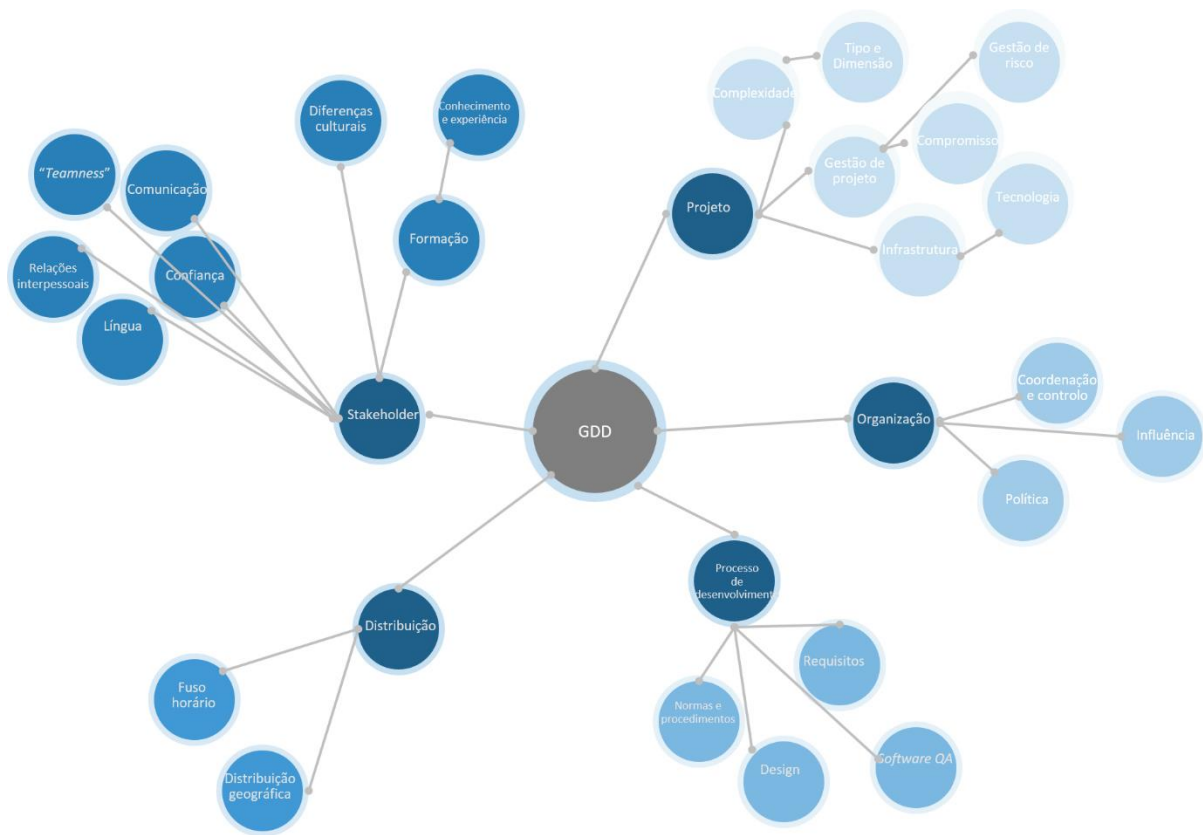 Tipo e
Dimensão
Gestão de
risco
Complexidade
Diferenças
culturais
Conhecimento
e experiência
Compromisso
Gestão de
projeto
"Teamness"
Comunicação
Tecnologia
Projeto
Formação
Infrastrutura
Relações
interpessoais
Confiança
Língua
Coordenação
e controlo
Stakeholder
Organização
GDD
Influência
Política
Processo
de
desenvolviment
Distribuição
Requisitos
Fuso
horário
Normas e
procedimentos
Software QA
Design
Distribuição
geográfica